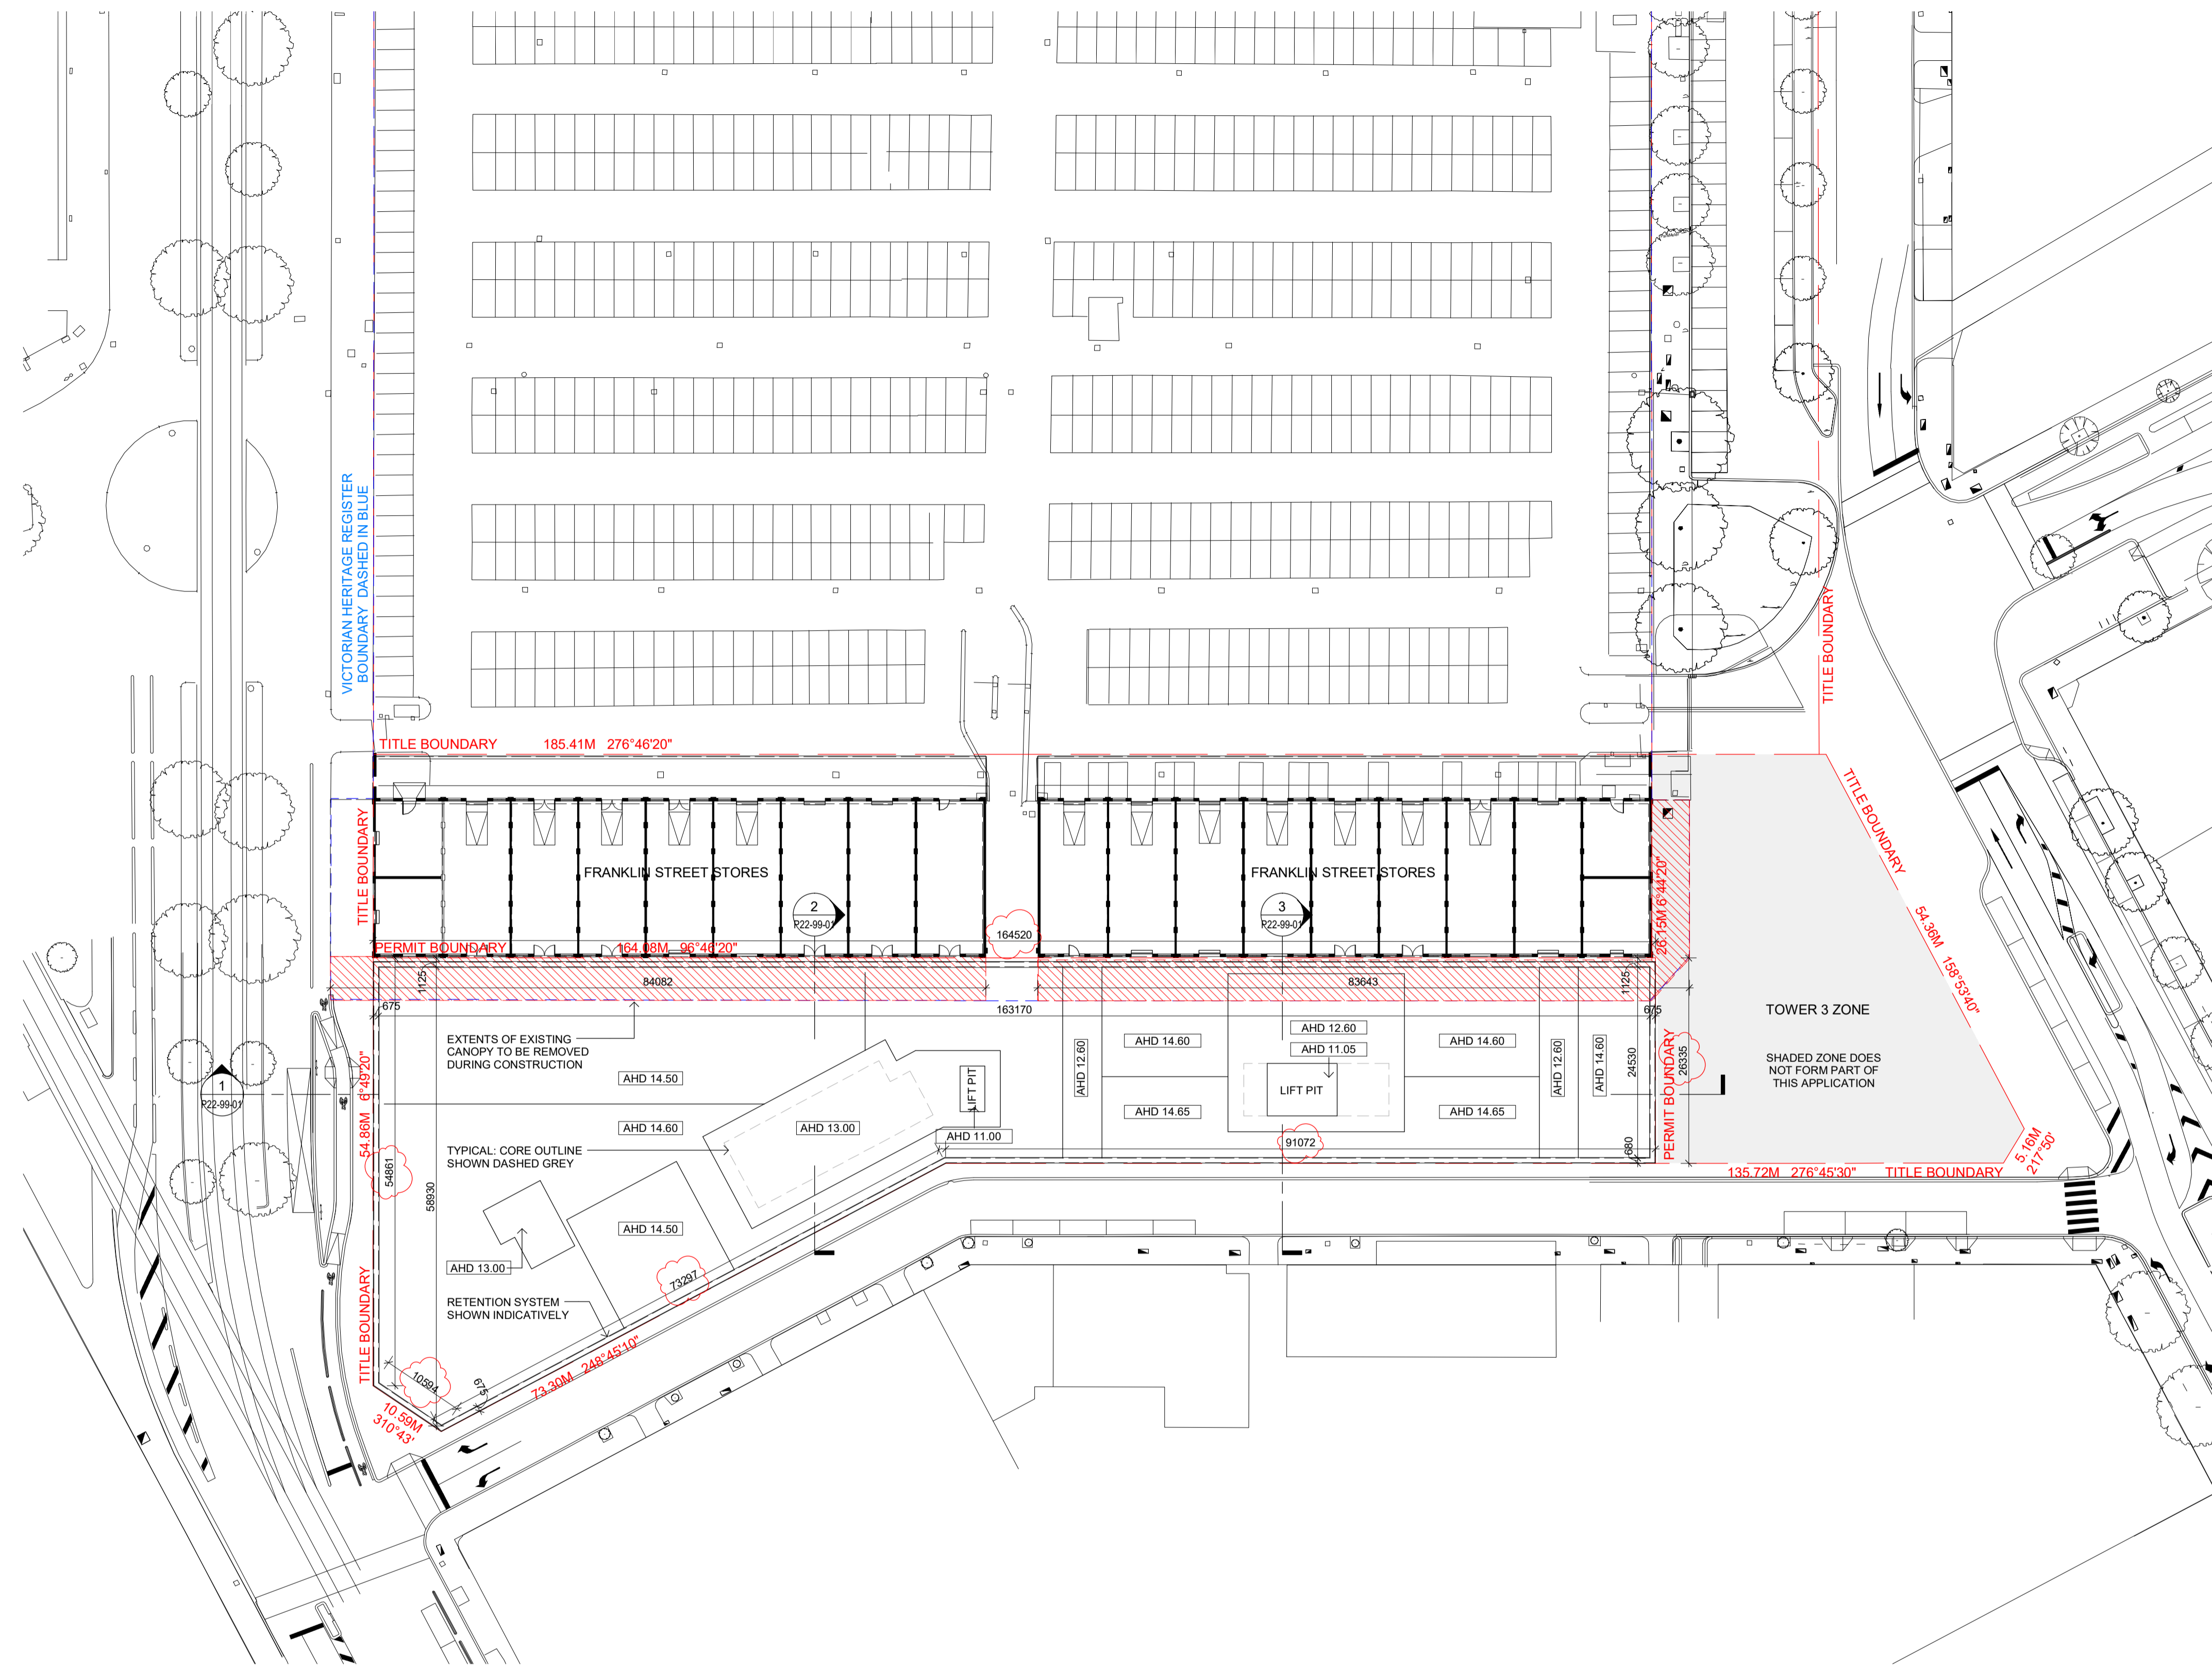 VICTORIAN HERITAGE REGISTER
BOUNDARY DASHED IN BLUE
TITLE BOUNDARY
TITLE BOUNDARY 185.41M 276°46'20"
TITLE BOUNDARY
TITLE BOUNDARY
54.36M 158°53'40"
FRANKLIN STREET STORES
FRANKLIN STREET STORES
2
P22-99-01
3
P22-99-01
26.15M 6°44'20"
PERMIT BOUNDARY 164.08M 96°46'20"
164520
1125
84082
83643
1125
675
163170
675
TOWER 3 ZONE
SHADED ZONE DOES
NOT FORM PART OF
THIS APPLICATION
EXTENTS OF EXISTING
CANOPY TO BE REMOVED
DURING CONSTRUCTION
AHD 14.50
LIFT PIT
AHD 12.60
AHD 14.60
AHD 12.60
AHD 11.05
LIFT PIT
AHD 14.60
AHD 12.60
AHD 14.60
24530
PERMIT BOUNDARY
26335
1
P22-99-01
54.86M 6°49'20"
54861
58930
AHD 14.60
AHD 13.00
AHD 11.00
AHD 14.65
AHD 14.65
91072
680
TYPICAL: CORE OUTLINE
SHOWN DASHED GREY
135.72M 276°45'30" TITLE BOUNDARY
5.16M
217°50'
AHD 14.50
AHD 13.00
73297
RETENTION SYSTEM
SHOWN INDICATIVELY
TITLE BOUNDARY
10594
675
73.30M 248°45'10"
10.59M
310°43'